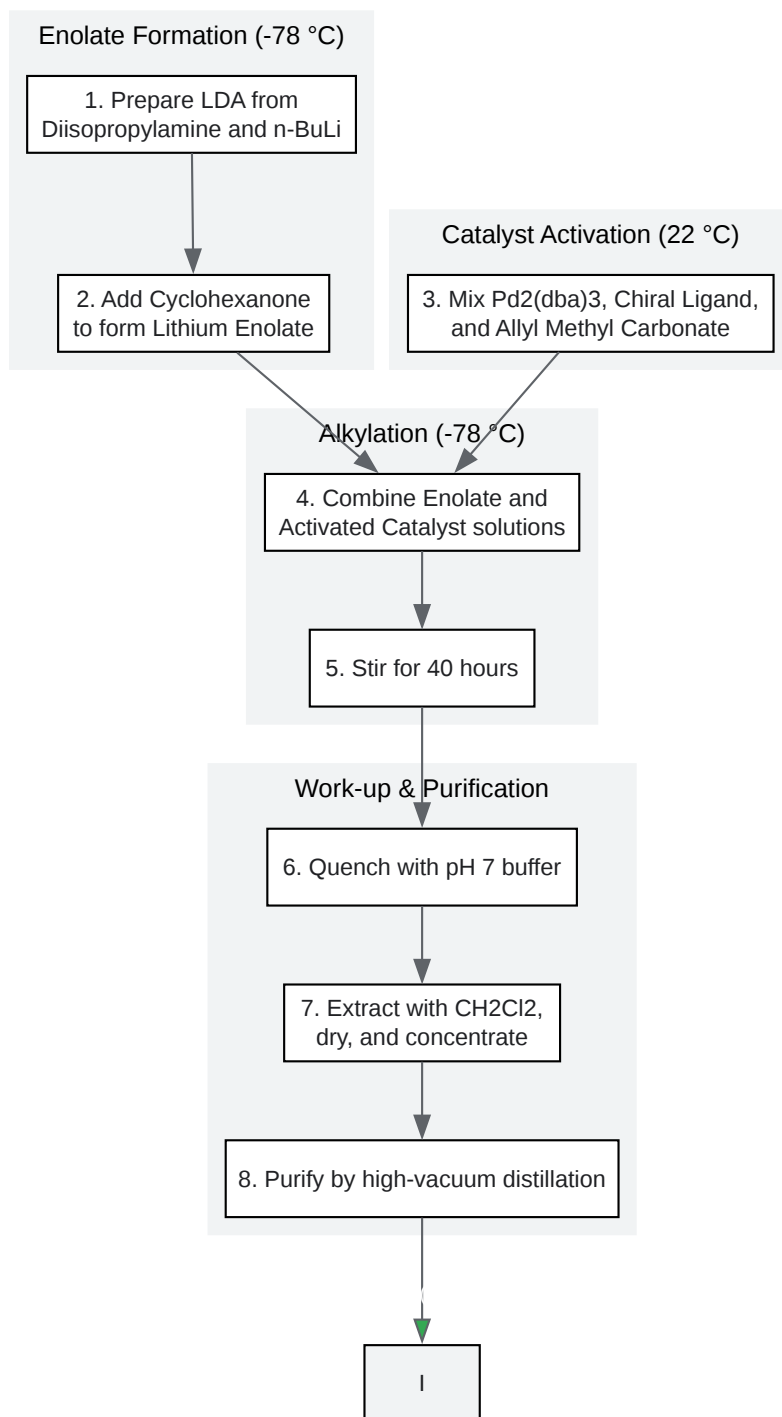 Enolate Formation (-78 °C)
1. Prepare LDA from
Diisopropylamine and n-BuLi
2. Add Cyclohexanone
to form Lithium Enolate
Catalyst Activation (22 °C)
3. Mix Pd2(dba)3, Chiral Ligand,
and Allyl Methyl Carbonate
Alkylation (-78 °C)
4. Combine Enolate and
Activated Catalyst solutions
5. Stir for 40 hours
Work-up & Purification
6. Quench with pH 7 buffer
7. Extract with CH2Cl2,
dry, and concentrate
8. Purify by high-vacuum distillation
I